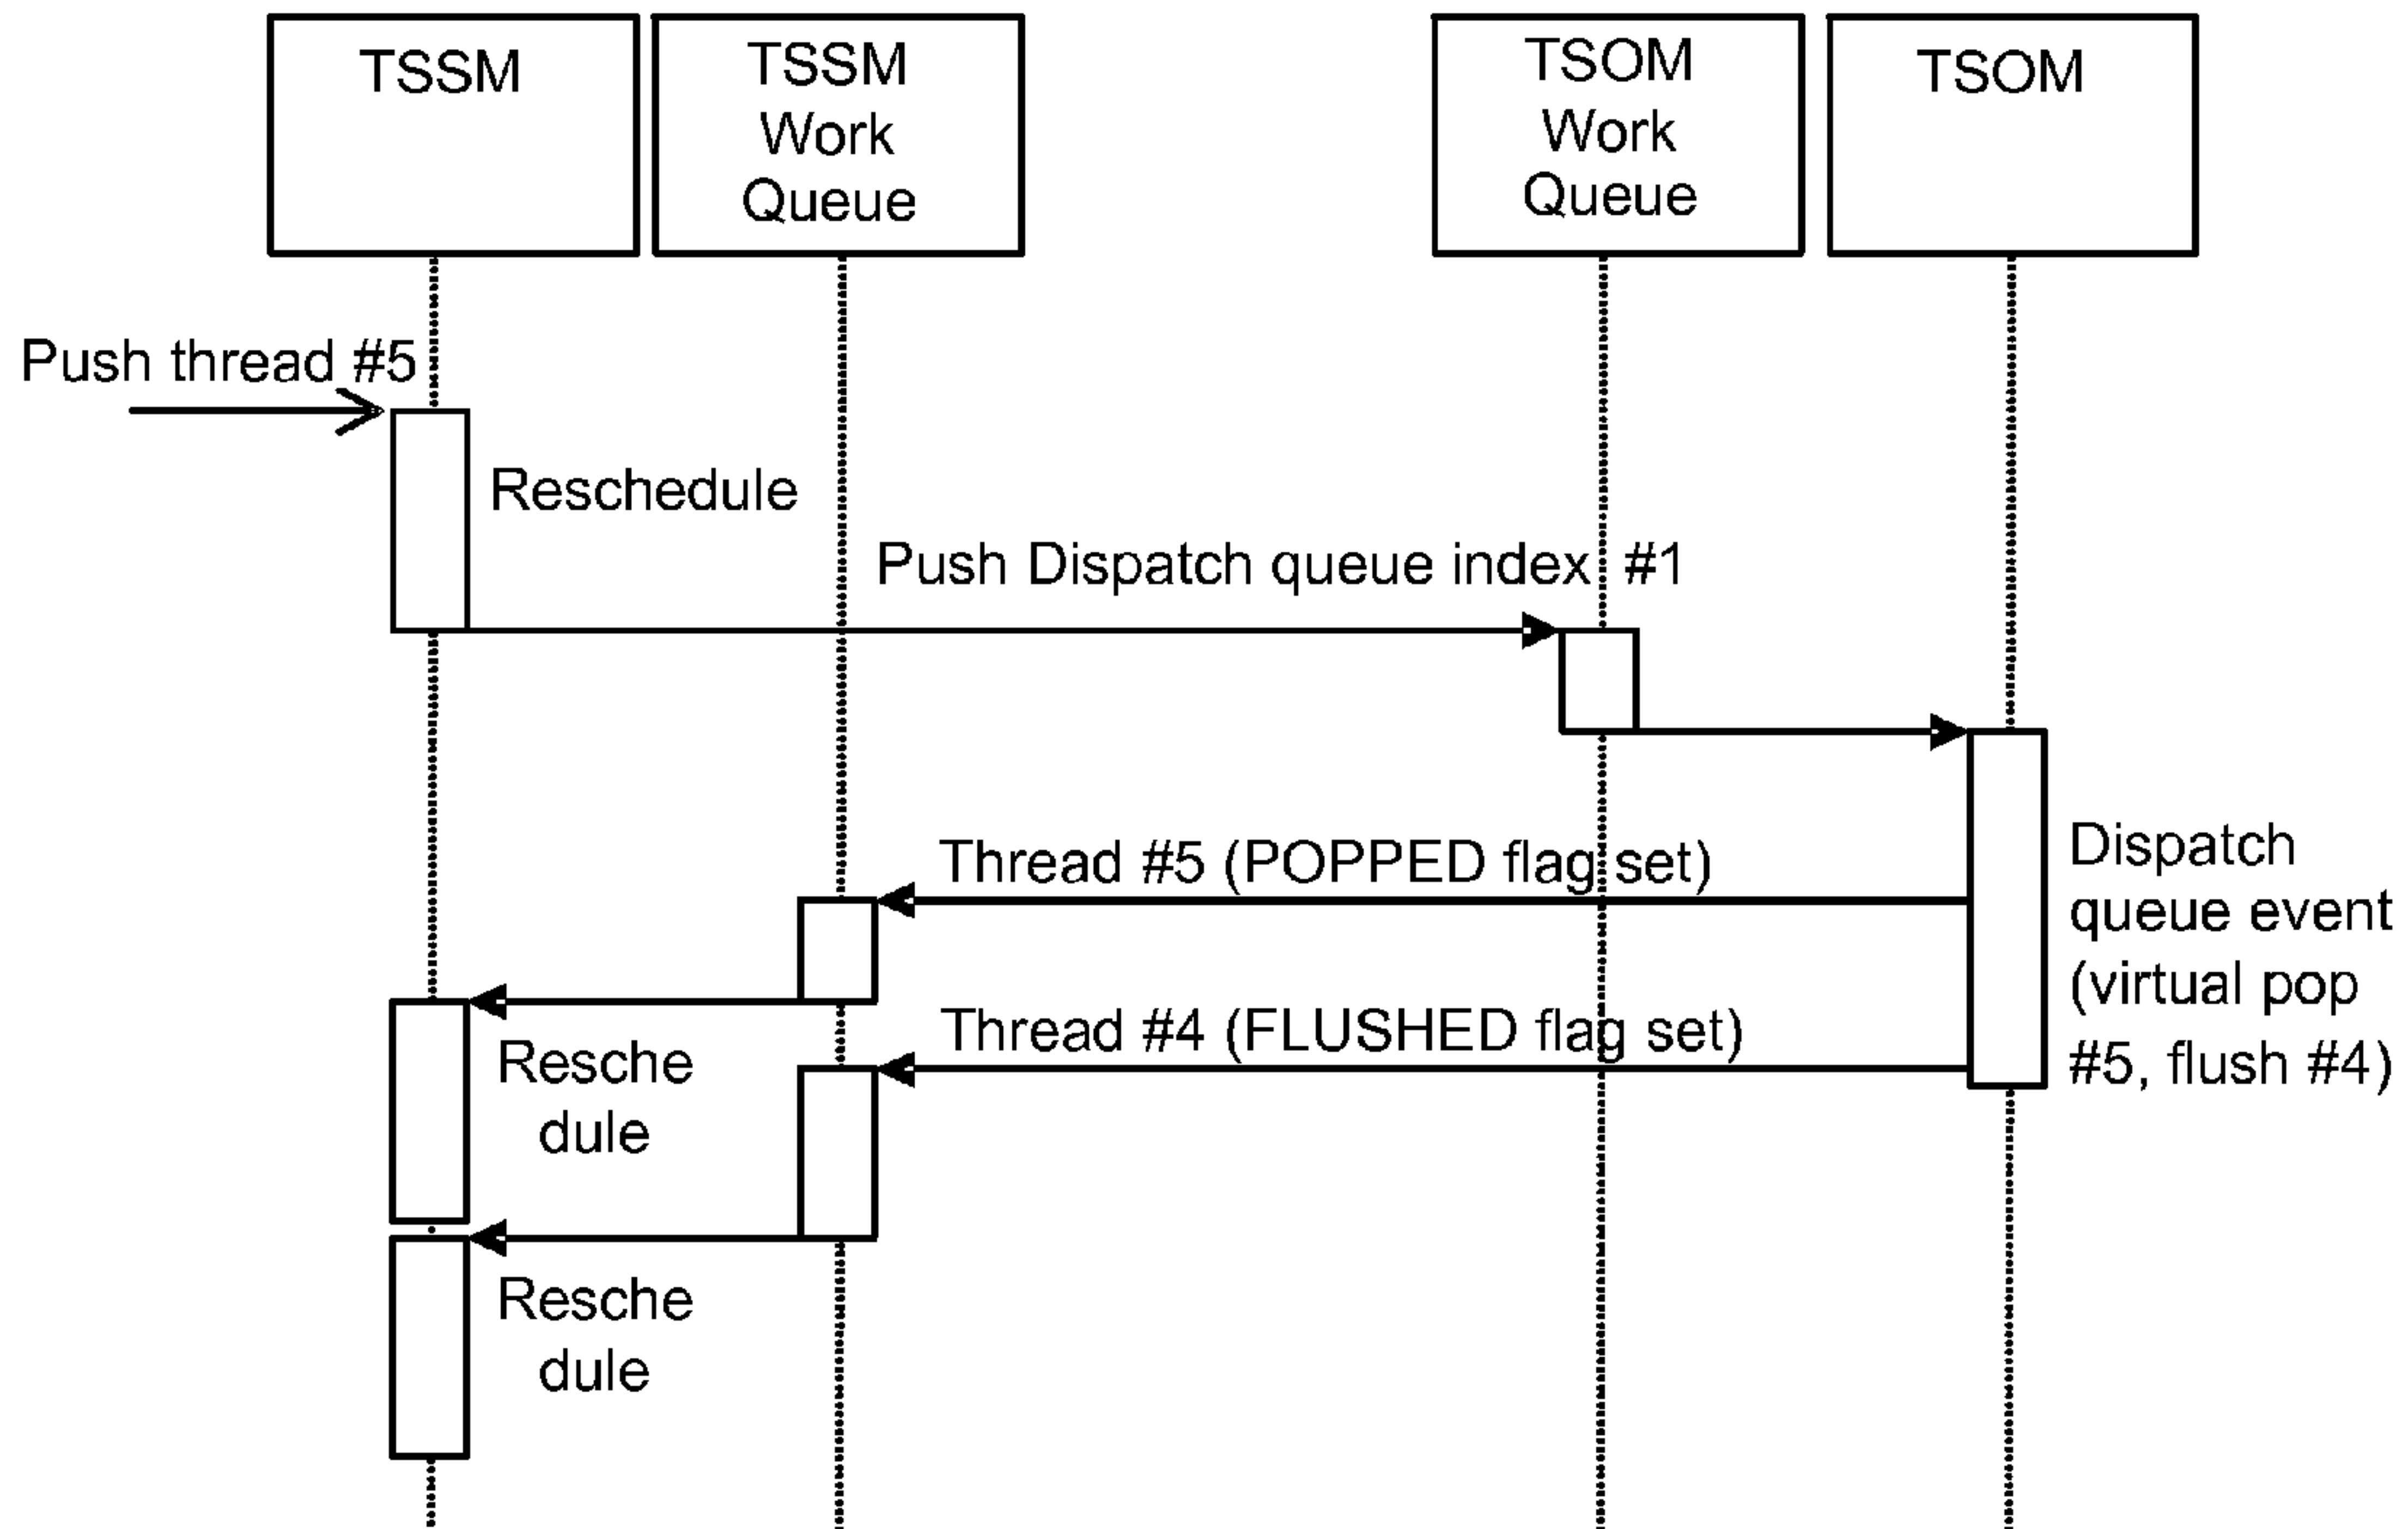 TSSM
TSSM
Work
Queue
TSOM
Work
Queue
TSOM
Push thread #5
Reschedule
Push Dispatch queue index #1
Thread #5 (POPPED flag set)
Dispatch
queue event
(virtual pop
#5, flush #4)
Thread #4 (FLUSHED flag set)
Resche
dule
Resche
dule